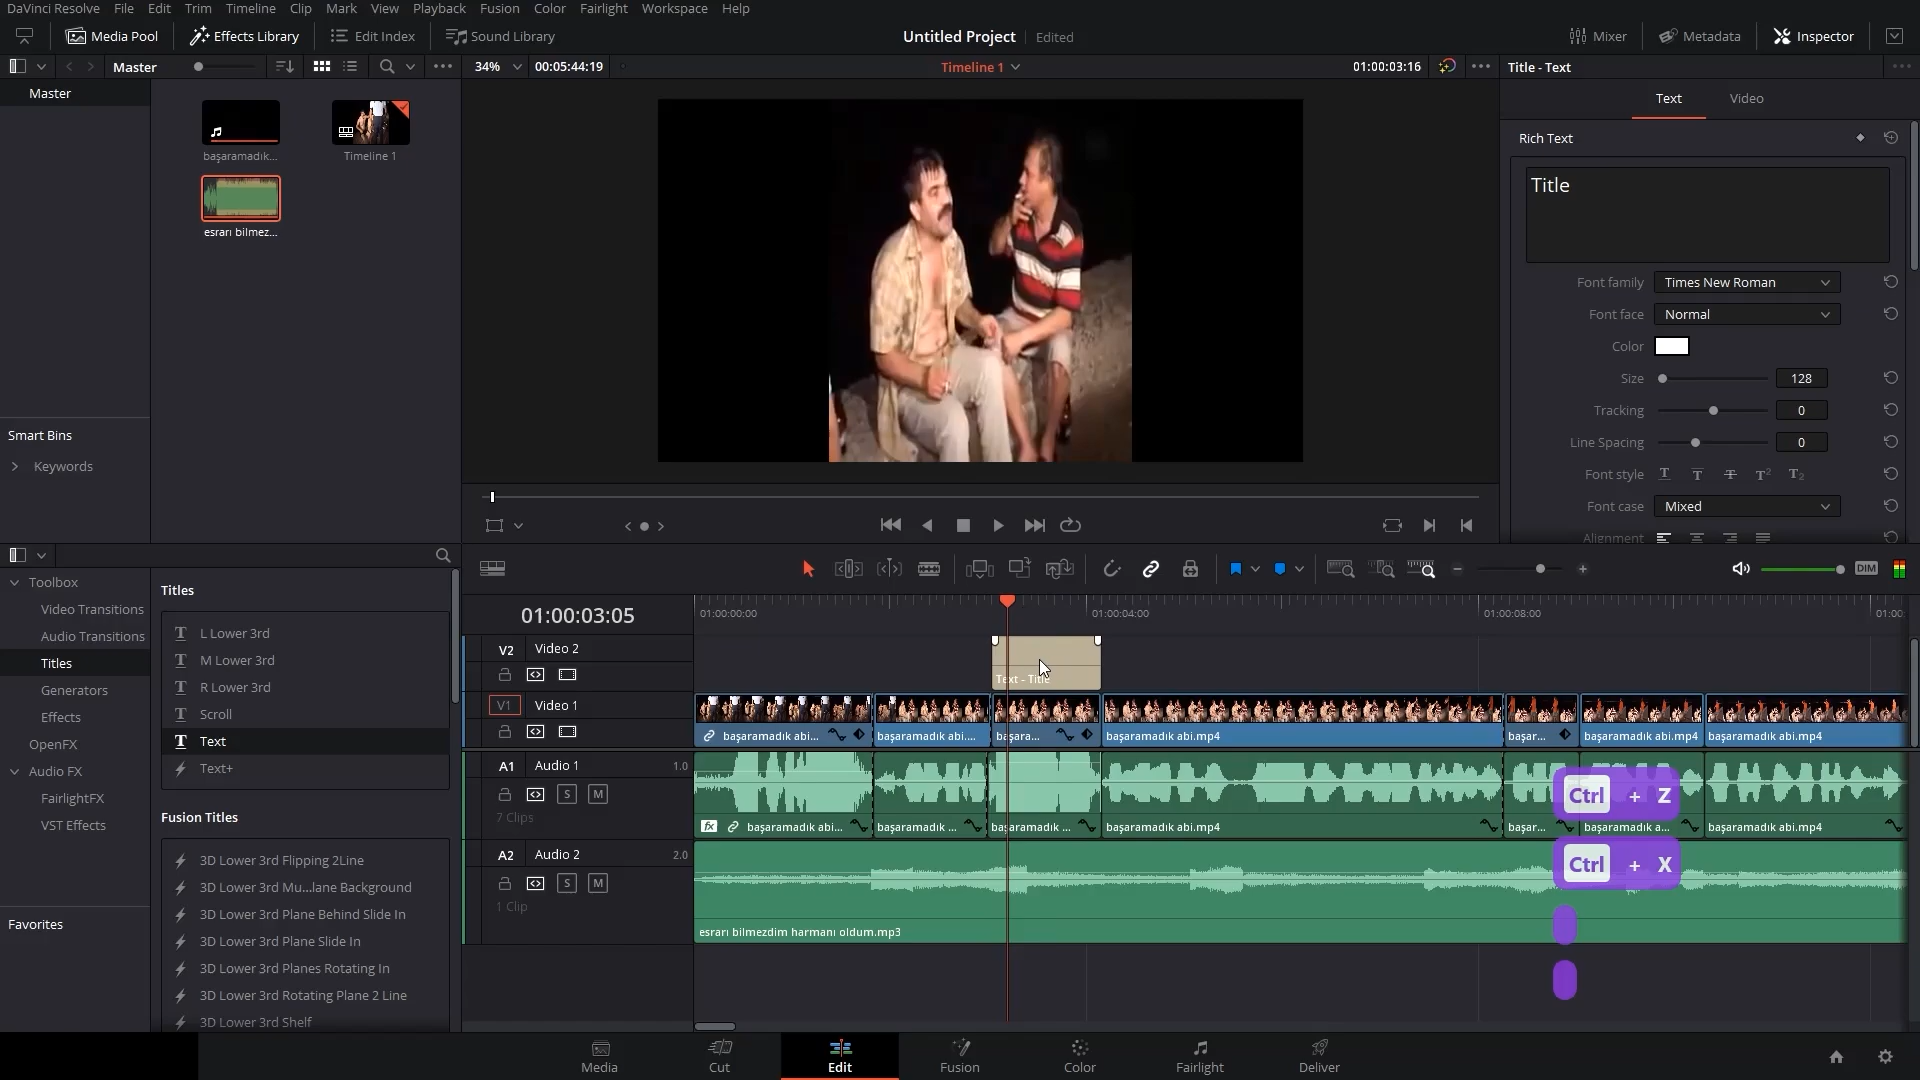 DaVinci Resolve File Edit Trim Timeline Clip Mark View Playback Fusion Color Fairlight Workspace Help
Media Pool Effects Library Edit Index Sound Library Untitled Project Edited Mixer Metadata Inspector
Master 34% 00:05:44:19 Timeline 1 01:00:03:16 Title - Text
Master
Text Video
Rich Text
başaramadık... Timeline 1
Title
esrarı bilmez...
Font family Times New Roman
Font face Normal
Color
Size 128
Tracking 0
Line Spacing 0
Font style T T T T2 T2
Font case Mixed
Alignment
Smart Bins
Keywords
DIM
Toolbox
Video Transitions
Audio Transitions
Titles
Generators
Effects
OpenFX
Audio FX
FairlightFX
VST Effects
Favorites
Titles
L Lower 3rd
M Lower 3rd
R Lower 3rd
Scroll
Text
Text+
Fusion Titles
3D Lower 3rd Flipping 2Line
3D Lower 3rd Mu...lane Background
3D Lower 3rd Plane Behind Slide In
3D Lower 3rd Plane Slide In
3D Lower 3rd Planes Rotating In
3D Lower 3rd Rotating Plane 2 Line
3D Lower 3rd Shelf
01:00:03:05 01:00:00:00 01:00:04:00 01:00:08:00 01:00
V2 Video 2
Text - Title
V1 Video 1
başaramadık abi... başaramadık abi.... başara... başaramadık abi.mp4 başar... başaramadık abi.mp4 başaramadık abi.mp4
A1 Audio 1 1.0
S M
7 Clips
fx başaramadık abi... başaramadık ... başaramadık ... başaramadık abi.mp4 başar... başaramadık a... başaramadık abi.mp4
Ctrl + Z
A2 Audio 2 2.0
S M
1 Clip
Ctrl + X
esrarı bilmezdim harmanı oldum.mp3
Media Cut Edit Fusion Color Fairlight Deliver